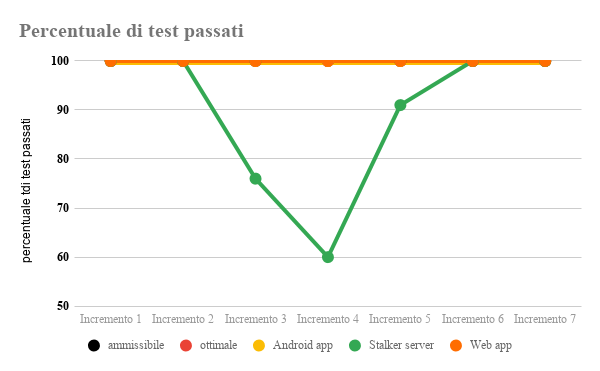 Percentuale di test passati
percentuale tdi test passati
100
90
80
70
60
50
Incremento 1 Incremento 2 Incremento 3 Incremento 4 Incremento 5 Incremento 6 Incremento 7
ammissibile ottimale Android app Stalker server Web app